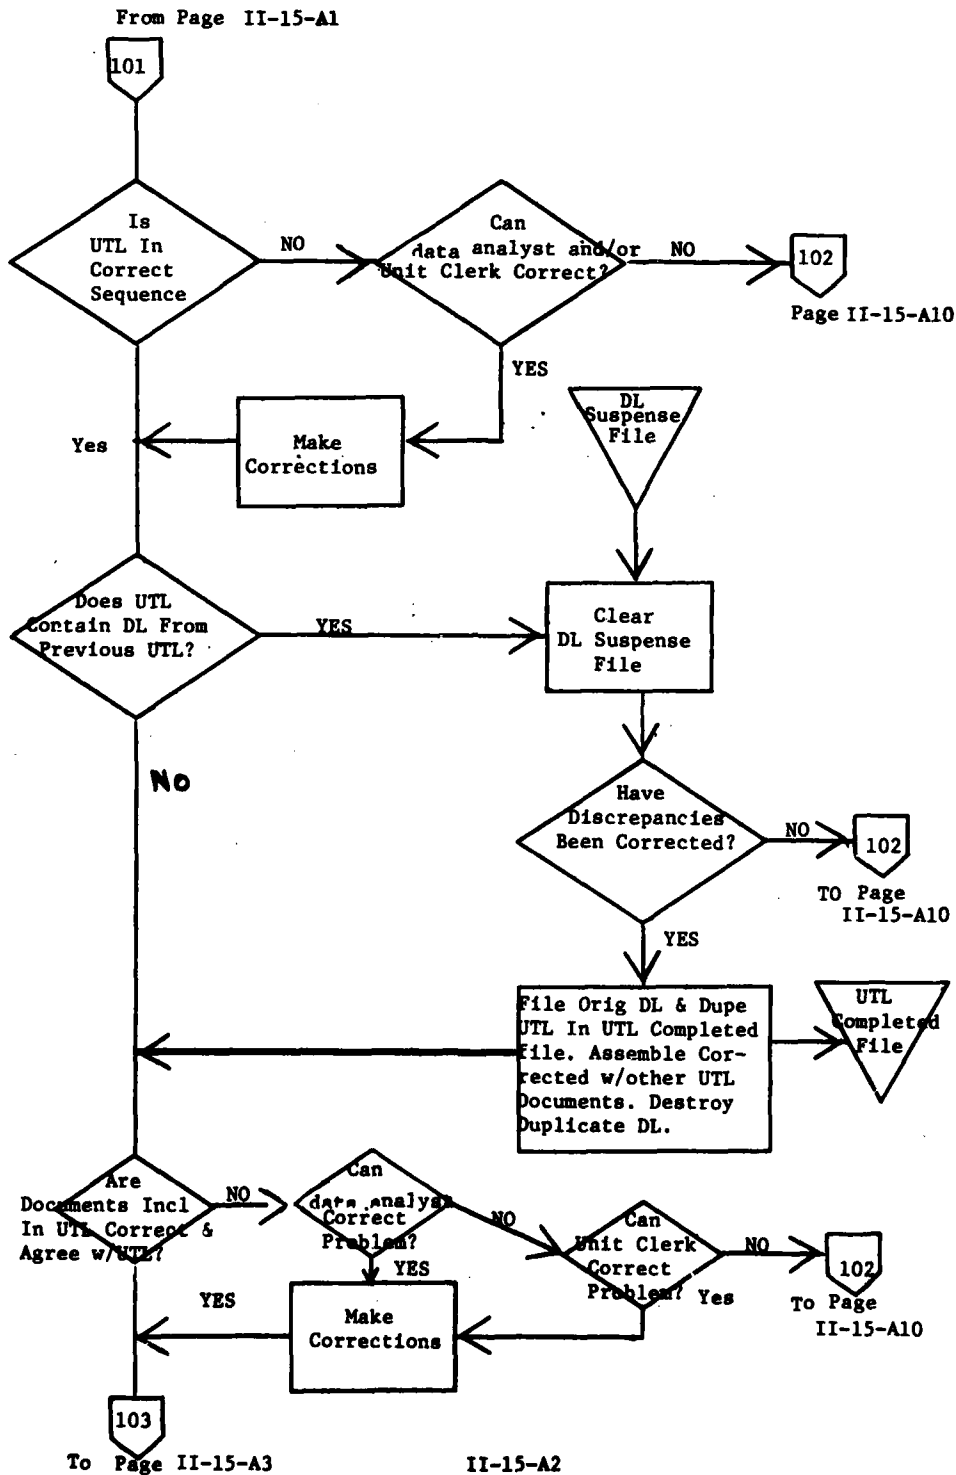 From Page II-15-A1
101
Is
UTL In
Correct
Sequence
NO
Can
data analyst and/or
Unit Clerk Correct?
NO
102
Page II-15-A10
YES
Yes
Make
Corrections
DL
Suspense
File
Does UTL
Contain DL From
Previous UTL?
YES
Clear
DL Suspense
File
NO
Have
Discrepancies
Been Corrected?
NO
102
TO Page
II-15-A10
YES
File Orig DL & Dupe
UTL In UTL Completed
file. Assemble Cor-
rected w/other UTL
Documents. Destroy
Duplicate DL.
UTL
Completed
File
Are
Documents Incl
In UTL Correct &
Agree w/UTL?
NO
Can
data analyst
Correct
Problem?
NO
YES
Can
Unit Clerk
Correct
Problem?
Yes
NO
102
To Page
II-15-A10
YES
Make
Corrections
103
To Page II-15-A3
II-15-A2